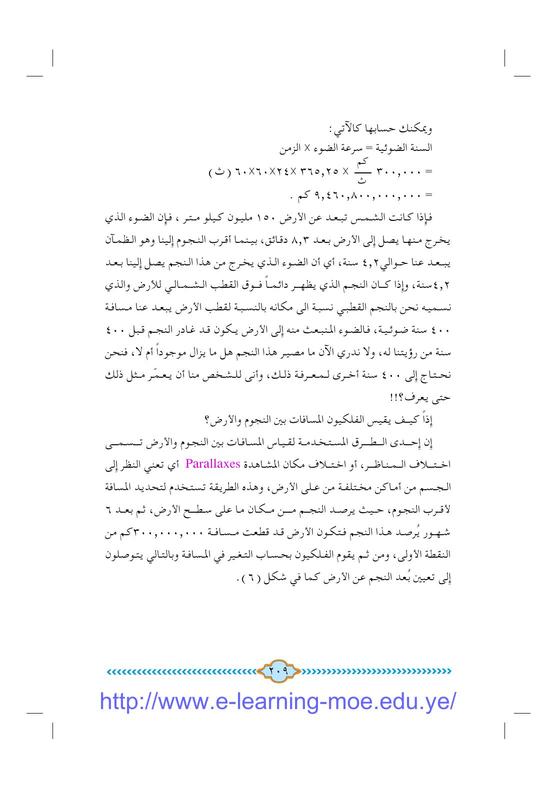 ويمكنك حسابها كالآتي:
السنة الضوئية = سرعة الضوء × الزمن
= ٣٠٠,٠٠٠ كم/ث × ٣٦٥,٢٥ ×٢٤×٦٠×٦٠ (ث)
= ٩,٤٦٠,٨٠٠,٠٠٠,٠٠٠ كم .
فإذا كانت الشمس تبعد عن الأرض ١٥٠ مليون كيلو متر ، فإن الضوء الذي
يخرج منها يصل إلى الأرض بعد ٨,٣ دقائق، بينما أقرب النجوم إلينا وهو الظمآن
يبعد عنا حوالي ٤,٢ سنة، أي أن الضوء الذي يخرج من هذا النجم يصل إلينا بعد
٤,٢ سنة، وإذا كان النجم الذي يظهر دائماً فوق القطب الشمالي للأرض والذي
نسميه نحن بالنجم القطبي نسبة الى مكانه بالنسبة لقطب الأرض يبعد عنا مسافة
٤٠٠ سنة ضوئية، فالضوء المنبعث منه إلى الأرض يكون قد غادر النجم قبل ٤٠٠
سنة من رؤيتنا له، ولا ندري الآن ما مصير هذا النجم هل ما يزال موجوداً أم لا، فنحن
نحتاج إلى ٤٠٠ سنة أخرى لمعرفة ذلك، وأنى للشخص منا أن يعمّر مثل ذلك
حتى يعرف؟!!
إذاً كيف يقيس الفلكيون المسافات بين النجوم والأرض؟
إن إحدى الطرق المستخدمة لقياس المسافات بين النجوم والأرض تسمى
اختلاف المناظر، أو اختلاف مكان المشاهدة Parallaxes أي تعني النظر إلى
الجسم من أماكن مختلفة من على الأرض، وهذه الطريقة تستخدم لتحديد المسافة
لأقرب النجوم، حيث يرصد النجم من مكان ما على سطح الأرض، ثم بعد ٦
شهور يُرصد هذا النجم فتكون الأرض قد قطعت مسافة ٣٠٠,٠٠٠,٠٠٠كم من
النقطة الأولى، ومن ثم يقوم الفلكيون بحساب التغير في المسافة وبالتالي يتوصلون
إلى تعيين بُعد النجم عن الأرض كما في شكل (٦).
٢٠٩
http://www.e-learning-moe.edu.ye/